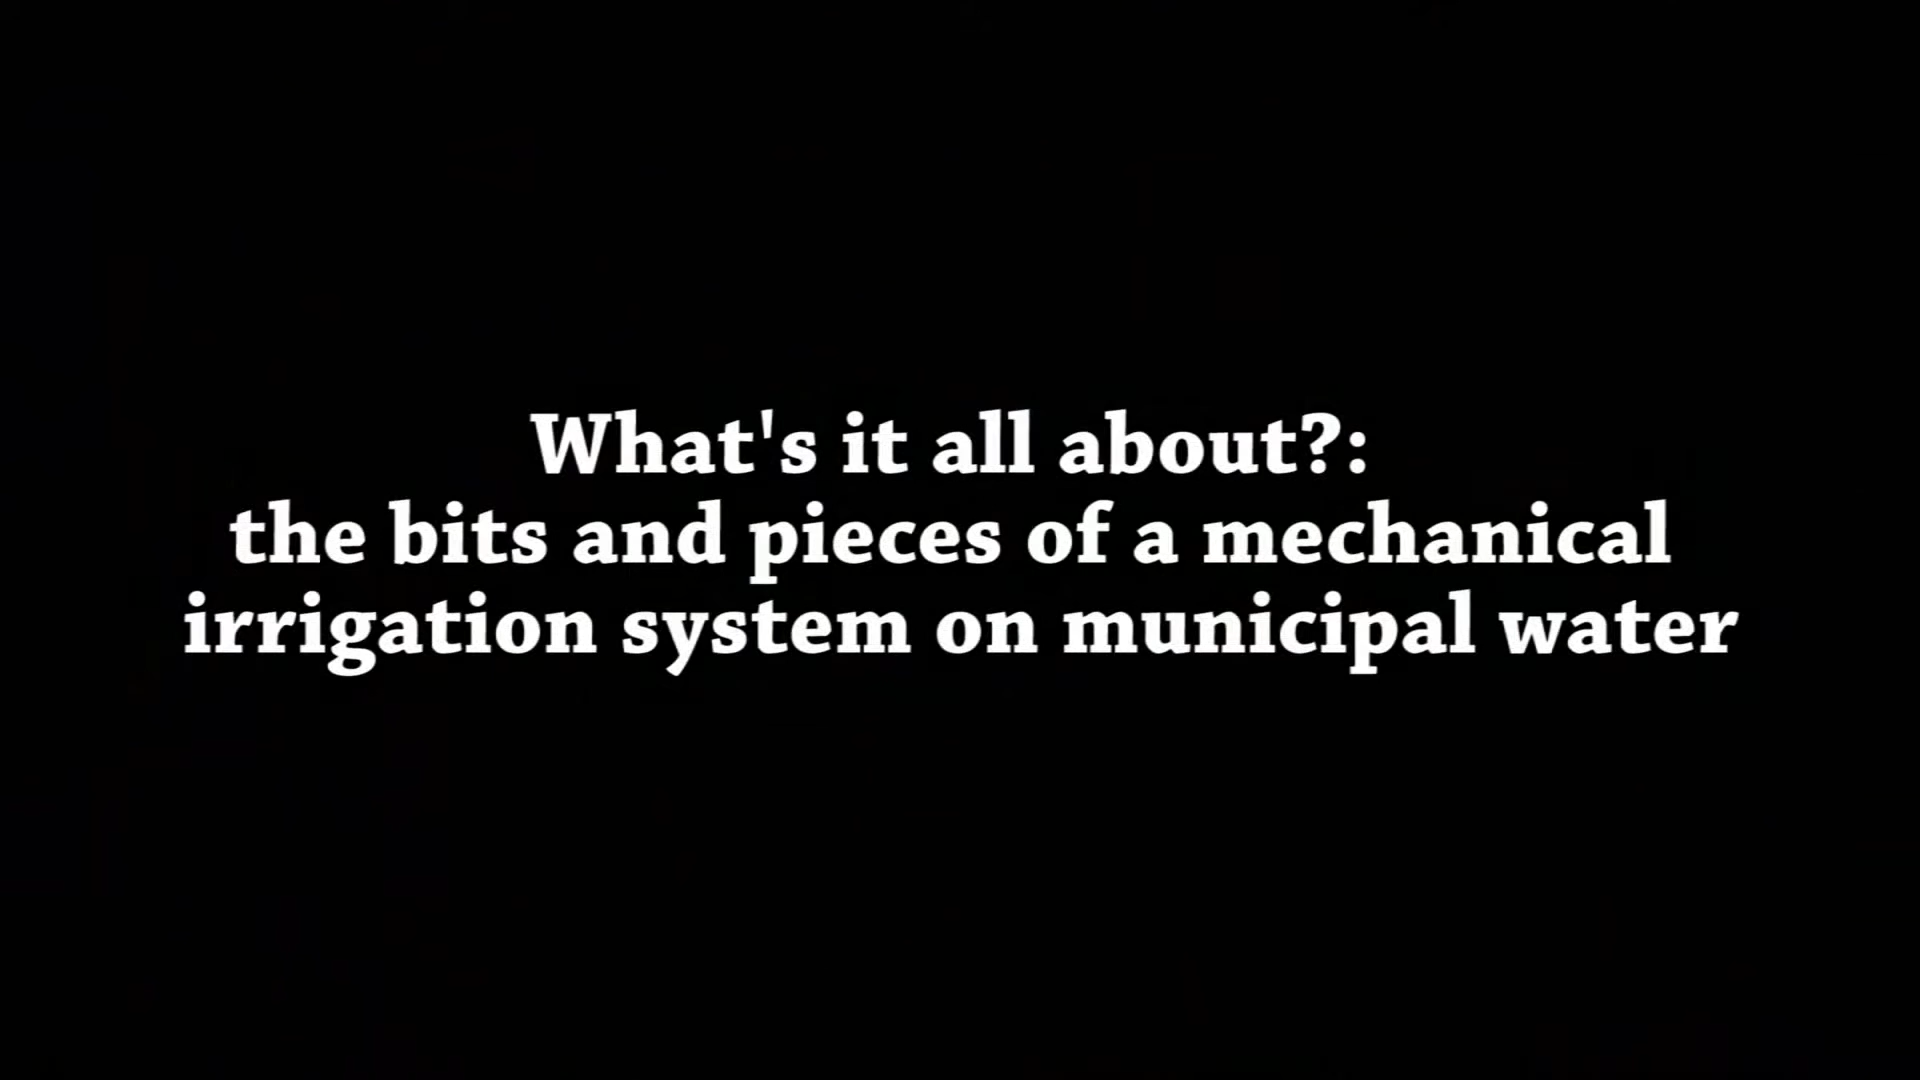 What's it all about?:
the bits and pieces of a mechanical
irrigation system on municipal water